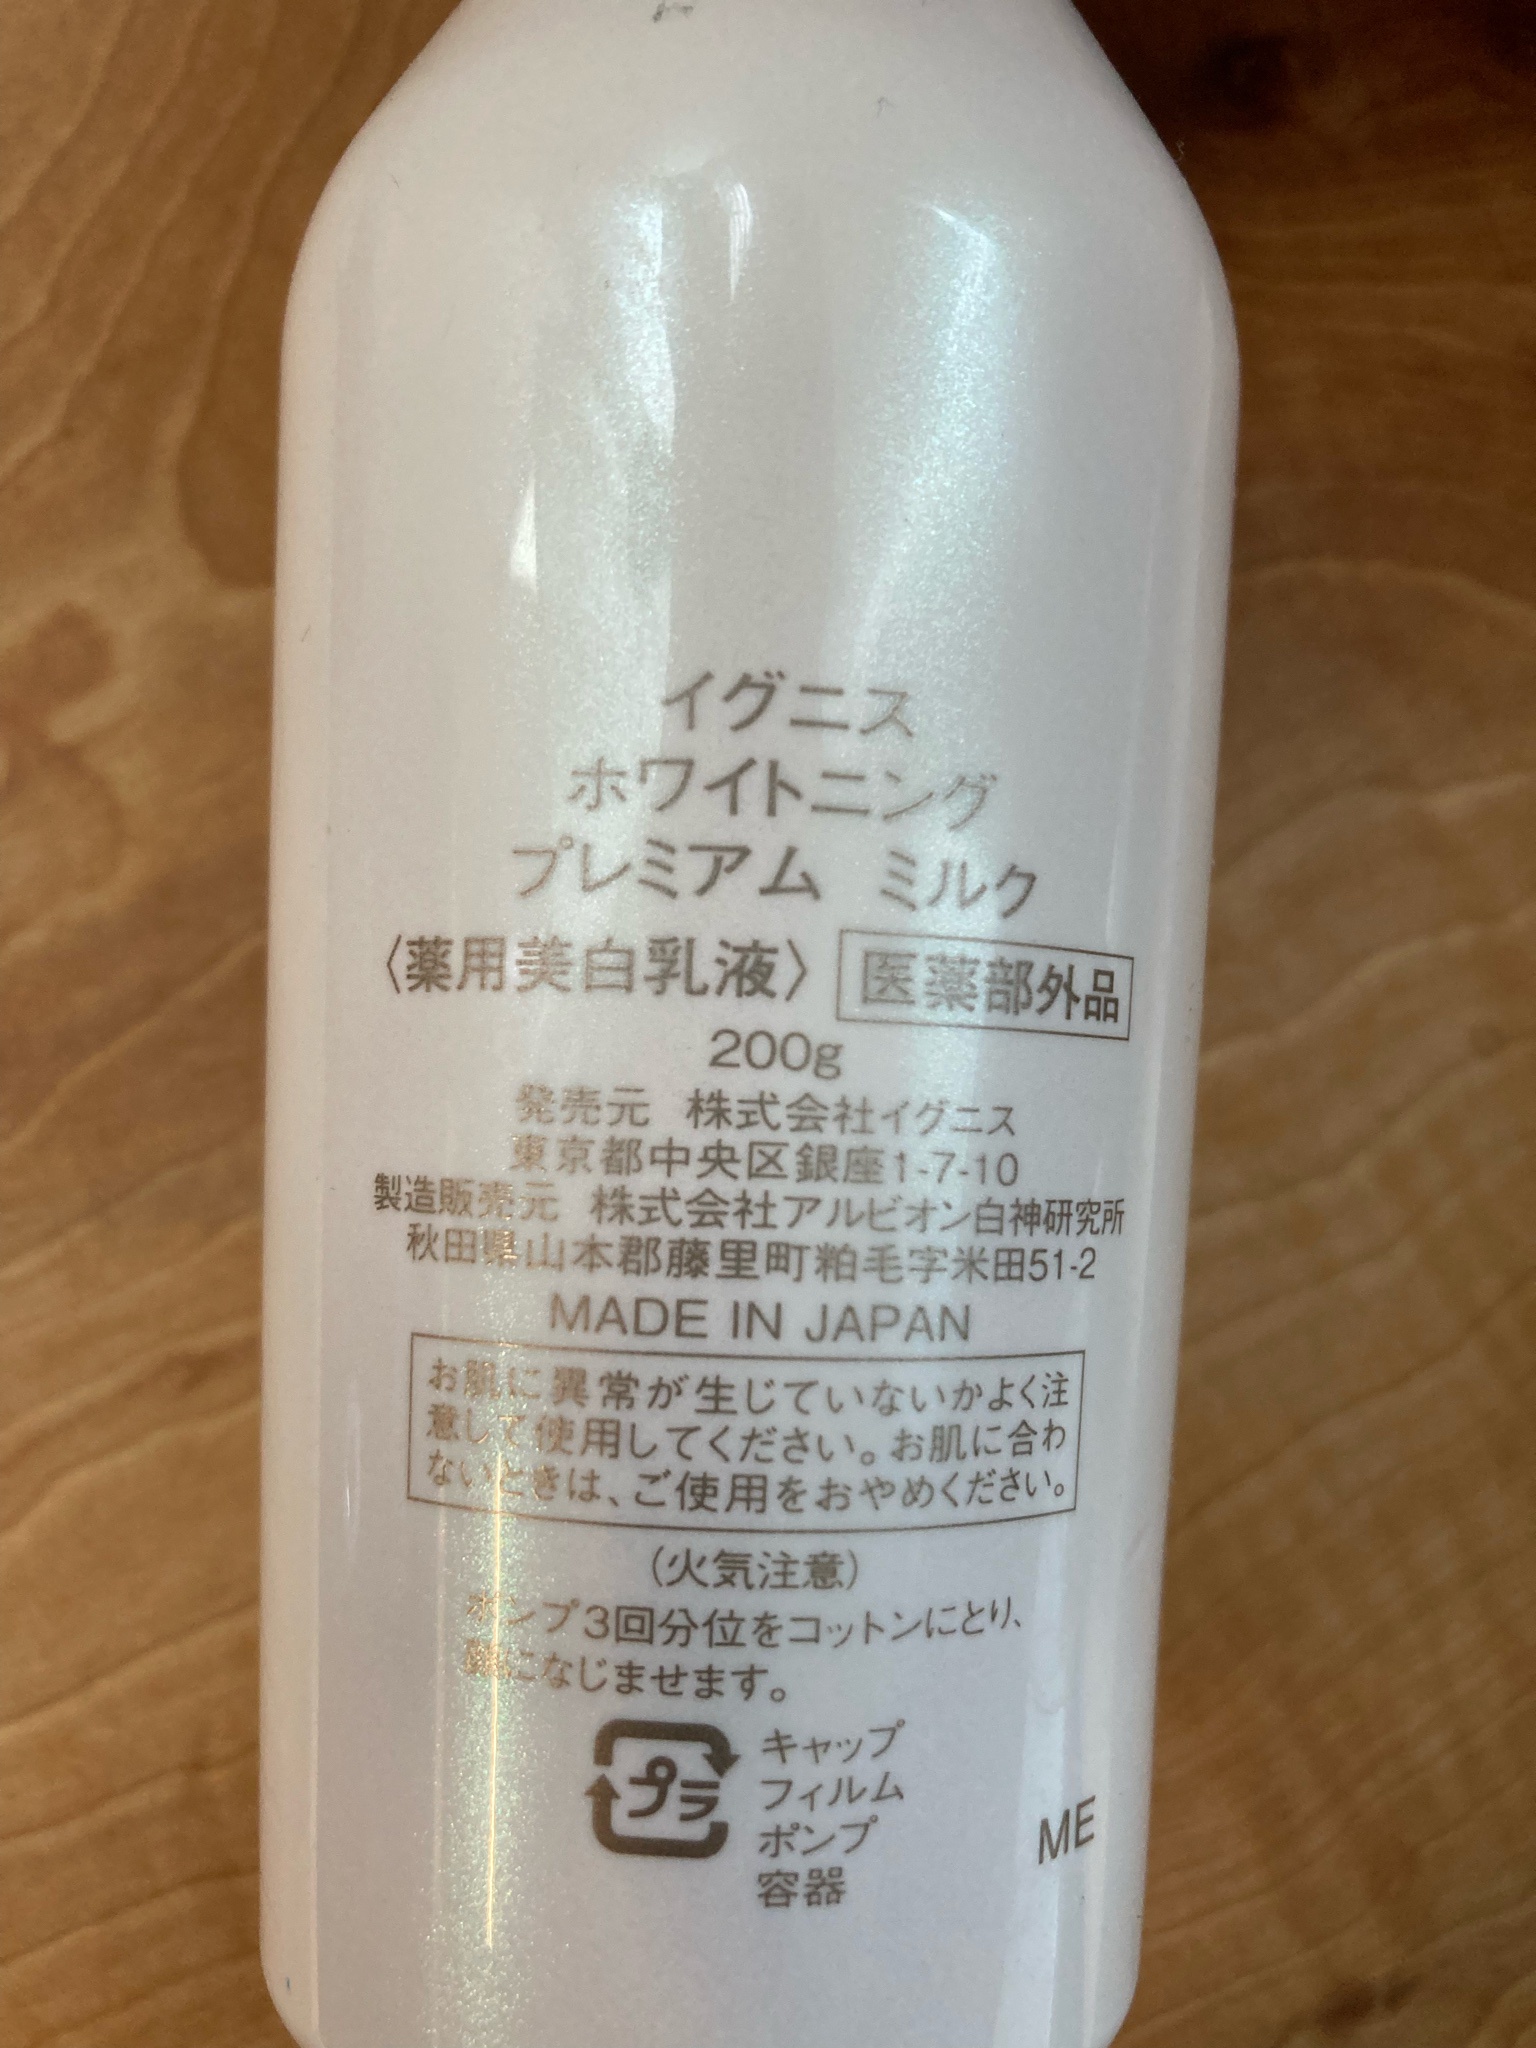 イグニス
ホワイトニング
プレミアム ミルク
〈薬用美白乳液〉 医薬部外品
200g
発売元 株式会社イグニス
東京都中央区銀座1-7-10
製造販売元 株式会社アルビオン白神研究所
秋田県山本郡藤里町粕毛字米田51-2
MADE IN JAPAN
お肌に異常が生じていないかよく注
意して使用してください。お肌に合わ
ないときは、ご使用をおやめください。
(火気注意)
ポンプ3回分位をコットンにとり、
肌になじませます。
プラ
キャップ
フィルム
ポンプ
容器
ME